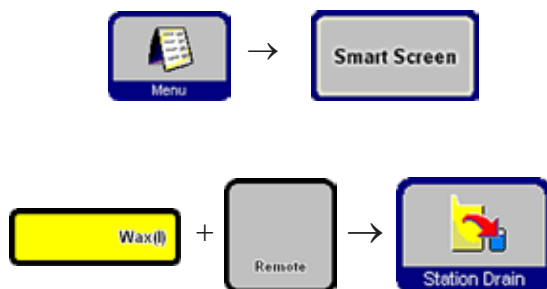 Menu → Smart Screen
Wax(I) + Remote → Station Drain